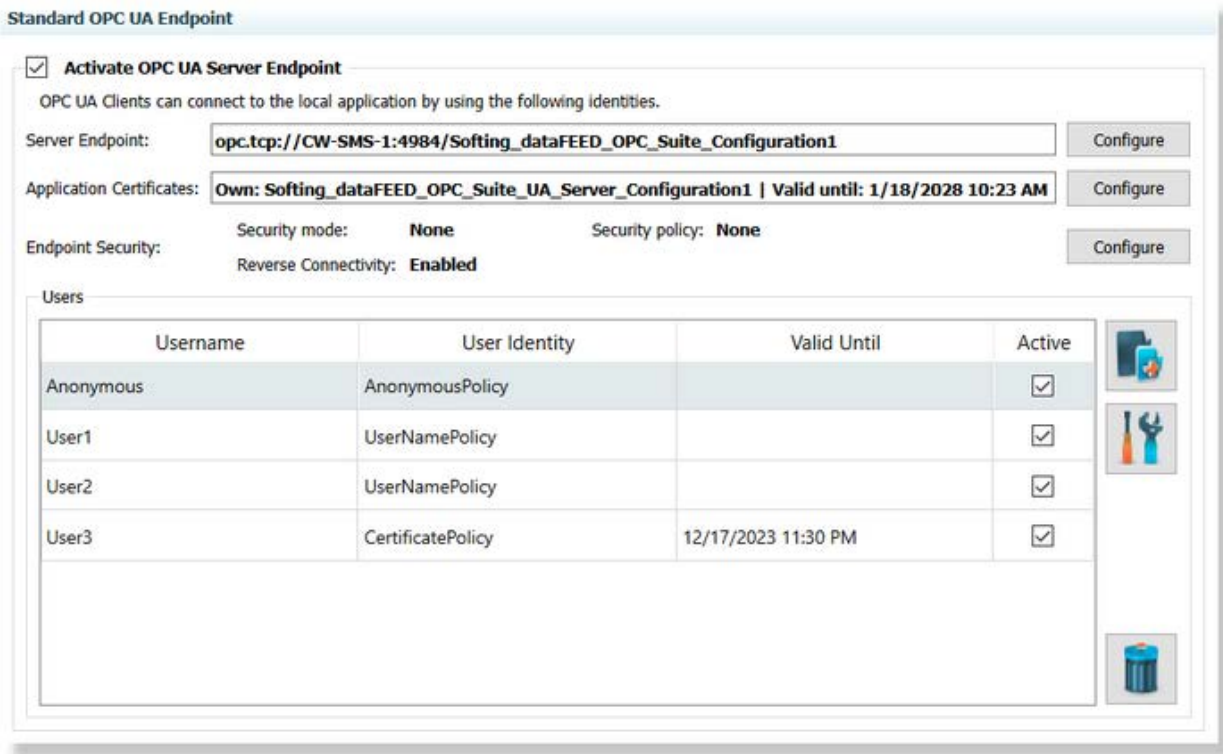 Standard OPC UA Endpoint
Activate OPC UA Server Endpoint
OPC UA Clients can connect to the local application by using the following identities.
Server Endpoint: opc.tcp://CW-SMS-1:4984/Softing_dataFEED_OPC_Suite_Configuration1 Configure
Application Certificates: Own: Softing_dataFEED_OPC_Suite_UA_Server_Configuration1 | Valid until: 1/18/2028 10:23 AM Configure
Endpoint Security: Security mode: None Security policy: None Configure
Reverse Connectivity: Enabled
Users
Username User Identity Valid Until Active
Anonymous AnonymousPolicy
User1 UserNamePolicy
User2 UserNamePolicy
User3 CertificatePolicy 12/17/2023 11:30 PM